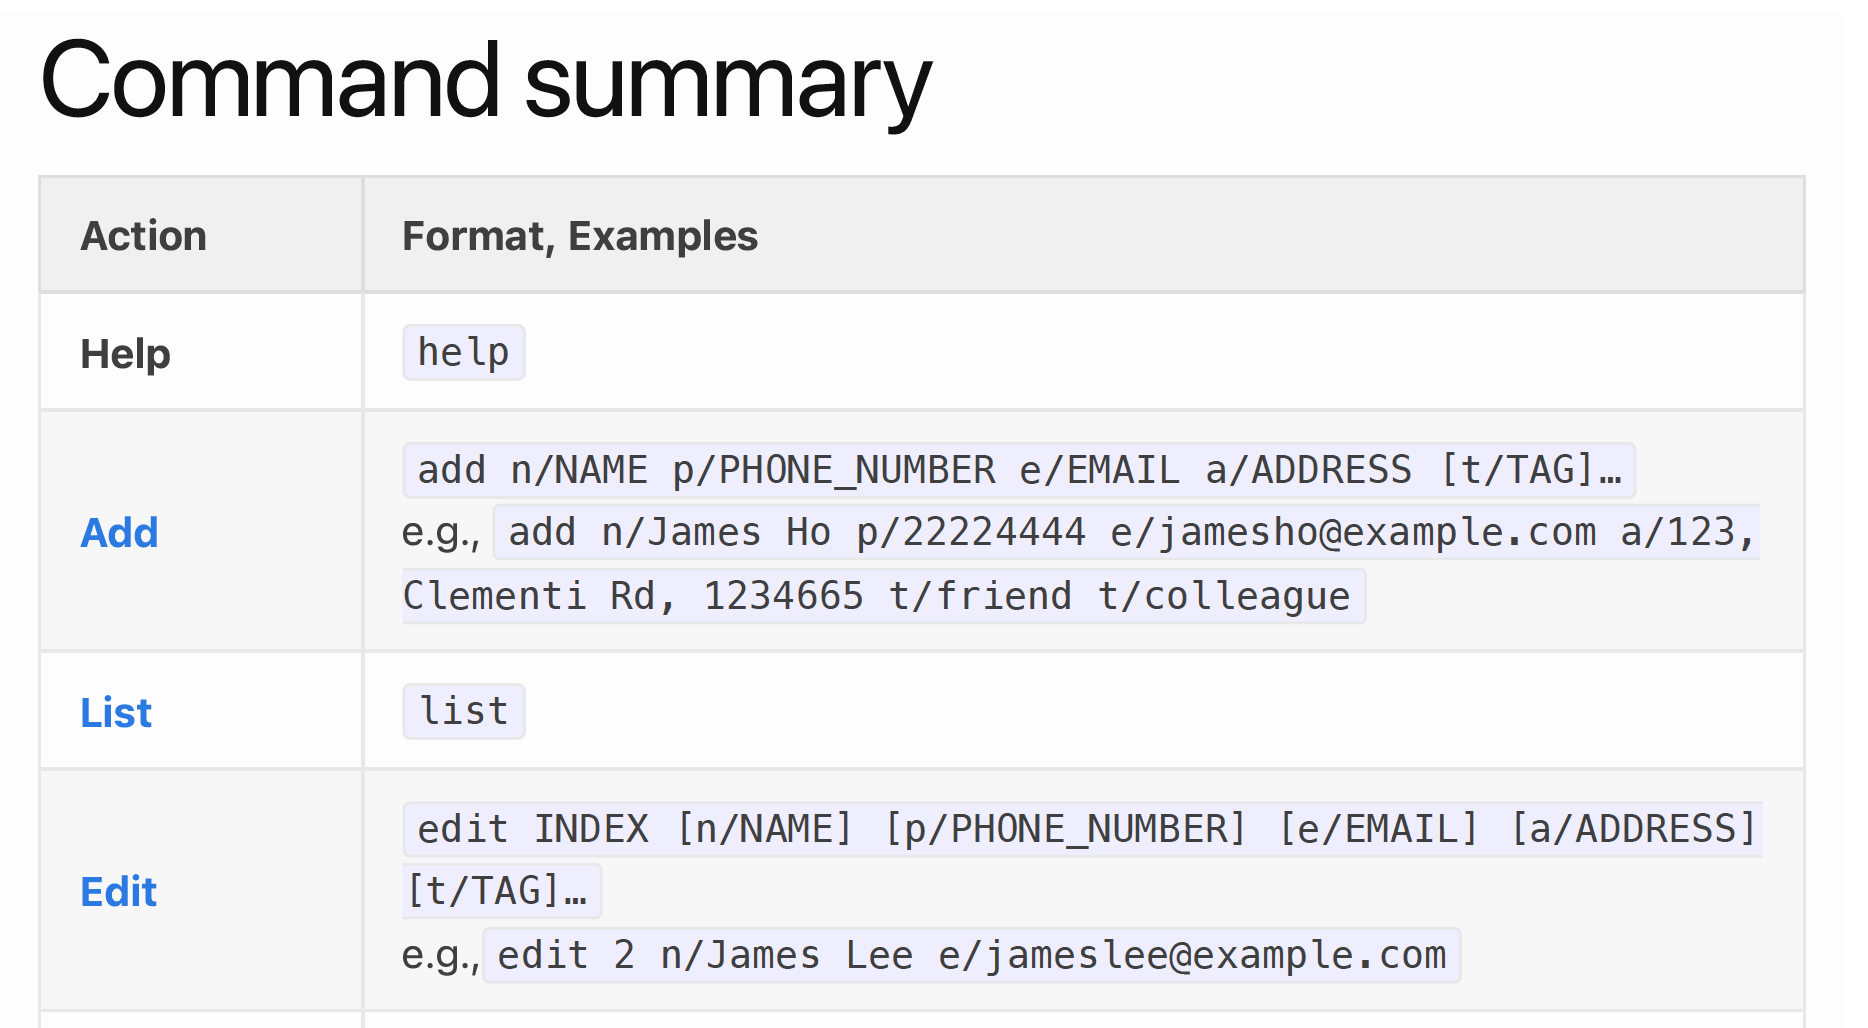 Command summary
Action
Format, Examples
Help
help
Add
add n/NAME p/PHONE_NUMBER e/EMAIL a/ADDRESS [t/TAG]…
e.g., add n/James Ho p/22224444 e/jamesho@example.com a/123,
Clementi Rd, 1234665 t/friend t/colleague
List
list
Edit
edit INDEX [n/NAME] [p/PHONE_NUMBER] [e/EMAIL] [a/ADDRESS]
[t/TAG]…
e.g., edit 2 n/James Lee e/jameslee@example.com